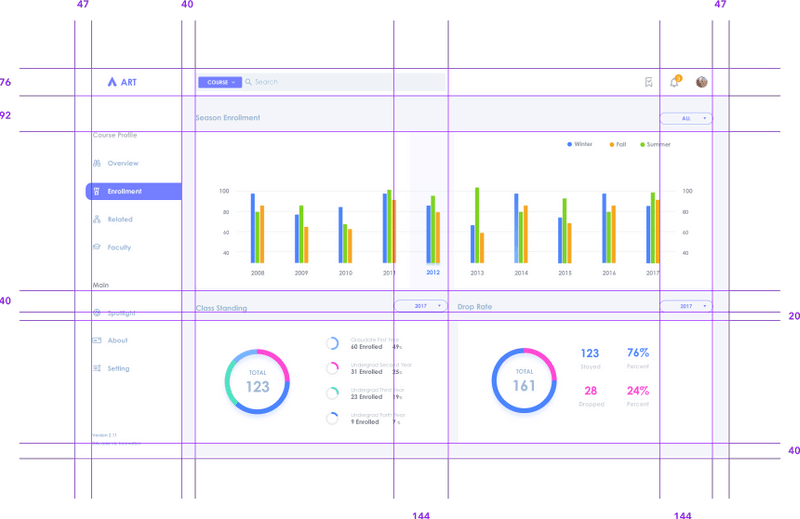 47 40 47
76
ART COURSE Search 3
92
Season Enrollment ALL
Course Profile
Winter Fall Summer
Overview
Enrollment
Related
Faculty
100 100
80 80
60 60
40 40
2008 2009 2010 2011 2012 2013 2014 2015 2016 2017
Main
40
Class Standing 2017 Drop Rate 2017
20
Spotlight
About
Setting
TOTAL
123
Graduate First Year
60 Enrolled 49%
Undergrad Second Year
31 Enrolled 25%
Undergrad Third Year
23 Enrolled 19%
Undergrad Forth Year
9 Enrolled 7 %
TOTAL
161
123 76%
Stayed Percent
28 24%
Dropped Percent
Version 2.17
40
144 144